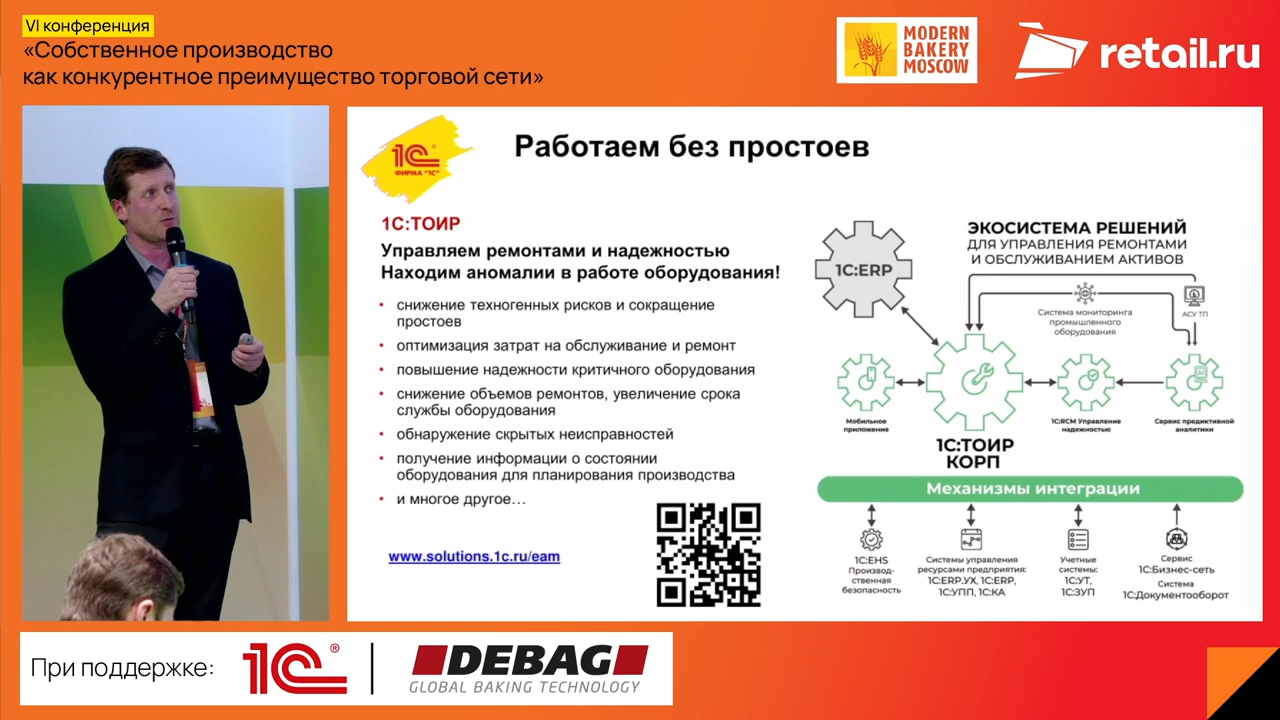 VI конференция
«Собственное производство
как конкурентное преимущество торговой сети»
MODERN
BAKERY
MOSCOW
retail.ru
1С®
ФИРМА "1С"
Работаем без простоев
1С:ТОИР
Управляем ремонтами и надежностью
Находим аномалии в работе оборудования!
• снижение техногенных рисков и сокращение
простоев
• оптимизация затрат на обслуживание и ремонт
• повышение надежности критичного оборудования
• снижение объемов ремонтов, увеличение срока
службы оборудования
• обнаружение скрытых неисправностей
• получение информации о состоянии
оборудования для планирования производства
• и многое другое…
www.solutions.1c.ru/eam
ЭКОСИСТЕМА РЕШЕНИЙ
ДЛЯ УПРАВЛЕНИЯ РЕМОНТАМИ
И ОБСЛУЖИВАНИЕМ АКТИВОВ
1С:ERP
Система мониторинга
промышленного
оборудования
АСУ ТП
Мобильное
приложение
1С:ТОИР
КОРП
1С:RCM Управление
надежностью
Сервис предиктивной
аналитики
Механизмы интеграции
1С:EHS
Производ-
ственная
безопасность
Системы управления
ресурсами предприятия:
1С:ERP.УХ, 1С:ERP,
1С:УПП, 1С:КА
Учетные
системы:
1С:УТ,
1С:ЗУП
Сервис
1С:Бизнес-сеть
Система
1С:Документооборот
При поддержке:
1С®
DEBAG
GLOBAL BAKING TECHNOLOGY